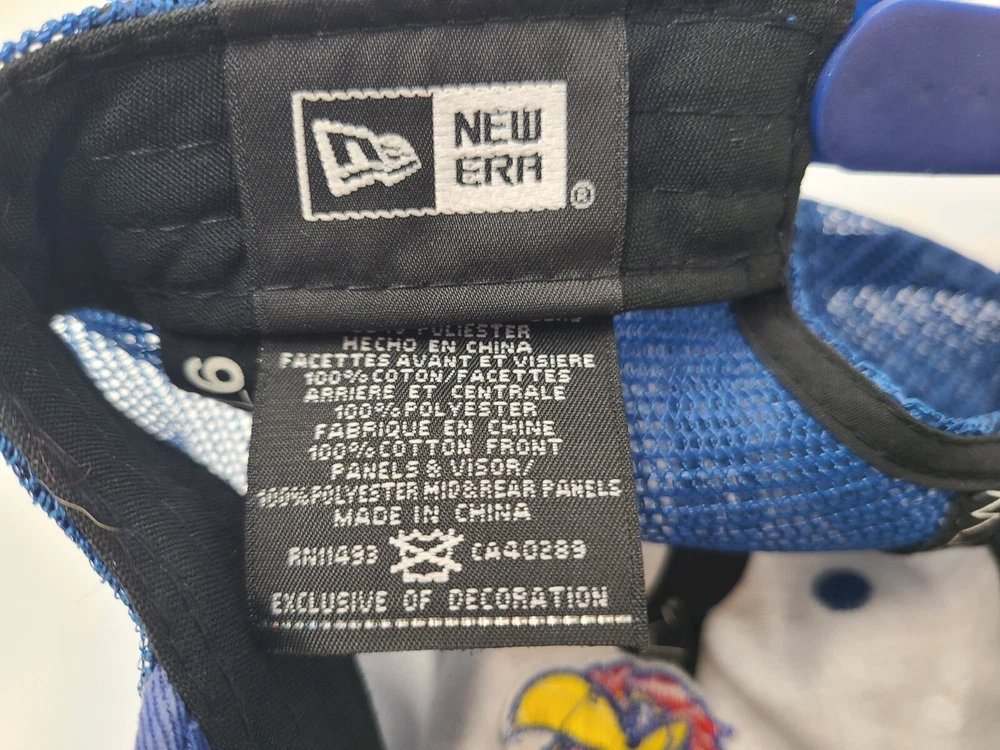 NEW
ERA
®
POLIESTER
HECHO EN CHINA
FACETTES AVANT ET VISIERE
100% COTON/FACETTES
ARRIERE ET CENTRALE
100% POLYESTER
FABRIQUE EN CHINE
100% COTTON FRONT
PANELS & VISOR/
100% POLYESTER MID & REAR PANELS
MADE IN CHINA
RN11493 CA40289
EXCLUSIVE OF DECORATION